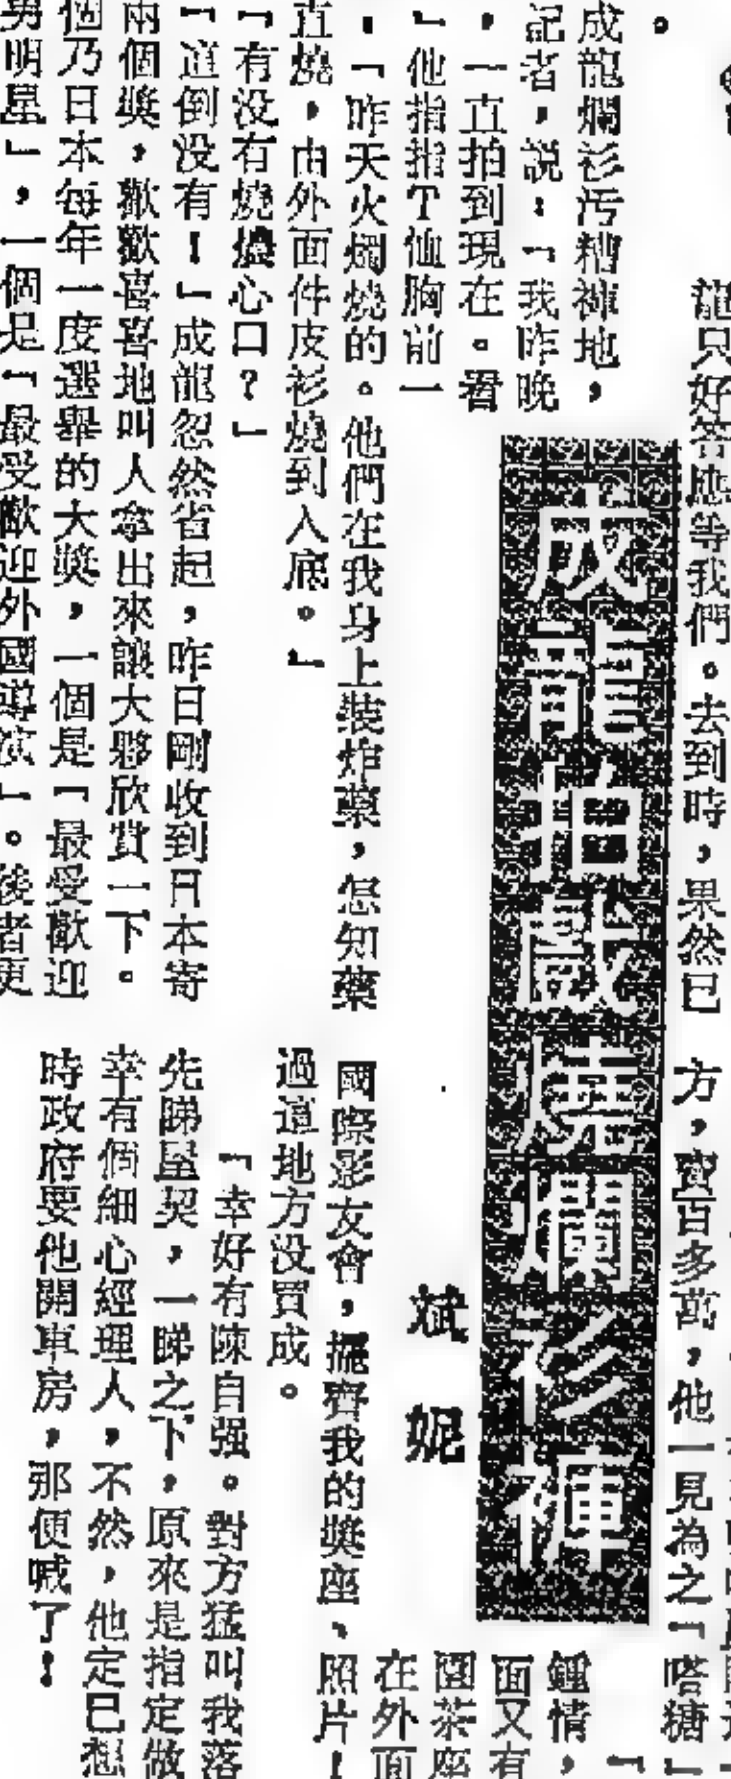 龍只好答應等我們。去到時，果然已
方，賣百多萬，他一見為之「嗒糖」
成龍拍戲燒爛衫褲
斌妮
。
成龍爛衫污糟褲地，
記者，説：「我昨晚
，一直拍到現在。看
」他指指T恤胸前一
：「昨天火燭燒的。他們在我身上裝炸藥，怎知藥
直燒，由外面件皮衫燒到入底。」
「有没有燒㷫心口？」
「這倒没有！」成龍忽然省起，昨日剛收到日本寄
兩個獎，歡歡喜喜地叫人拿出來讓大夥欣賞一下。
個乃日本每年一度選舉的大獎，一個是「最受歡迎
男明星」，一個是「最受歡迎外國導演」。後者更
鍾情，「
面又有
園茶座
在外面
國際影友會，擺齊我的獎座、照片！
過這地方没買成。
「幸好有陳自强。對方猛叫我落
先睇屋契，一睇之下，原來是指定做
幸有個細心經理人，不然，他定已想
時政府要他開車房，那便喊了！